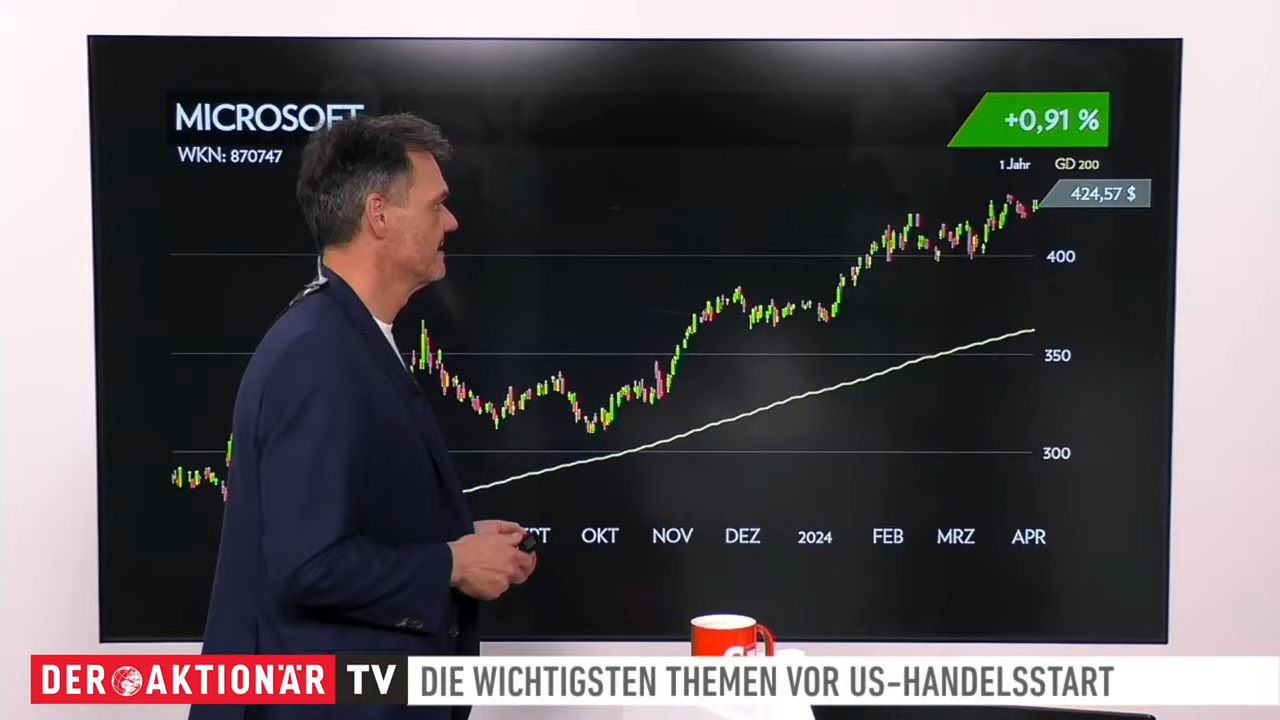 MICROSOFT
WKN: 870747
+0,91 %
1 Jahr GD 200
424,57 $
400
350
300
OKT NOV DEZ 2024 FEB MRZ APR
DER AKTIONÄR TV DIE WICHTIGSTEN THEMEN VOR US-HANDELSSTART